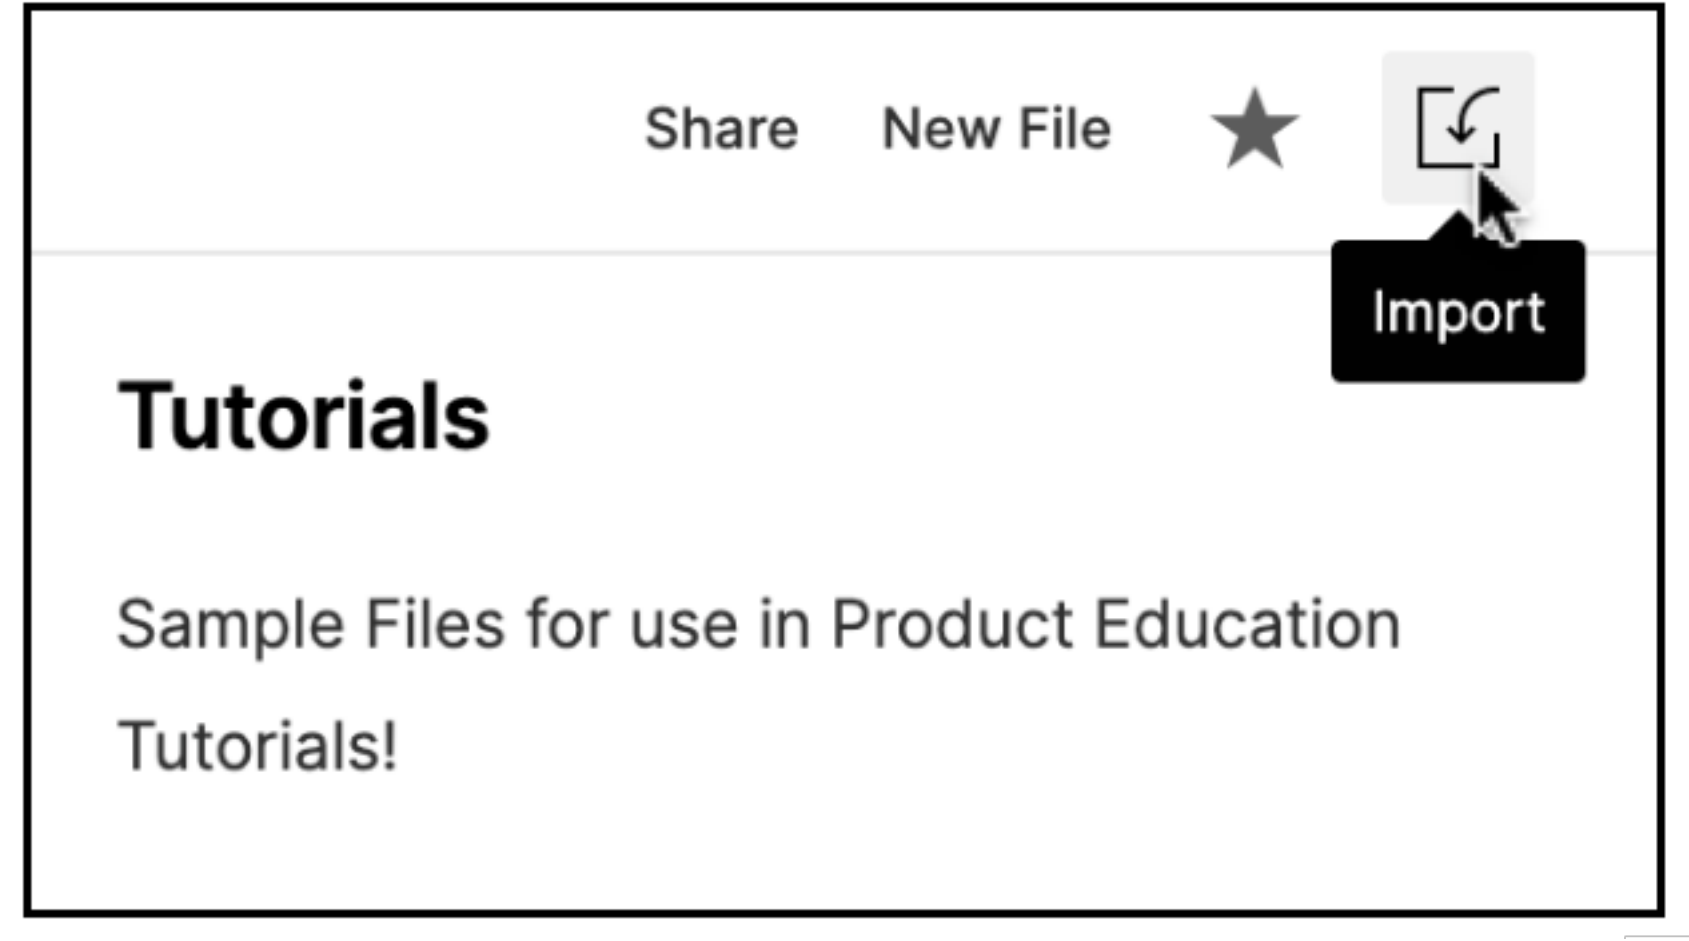 Share New File
Import
Tutorials
Sample Files for use in Product Education
Tutorials!